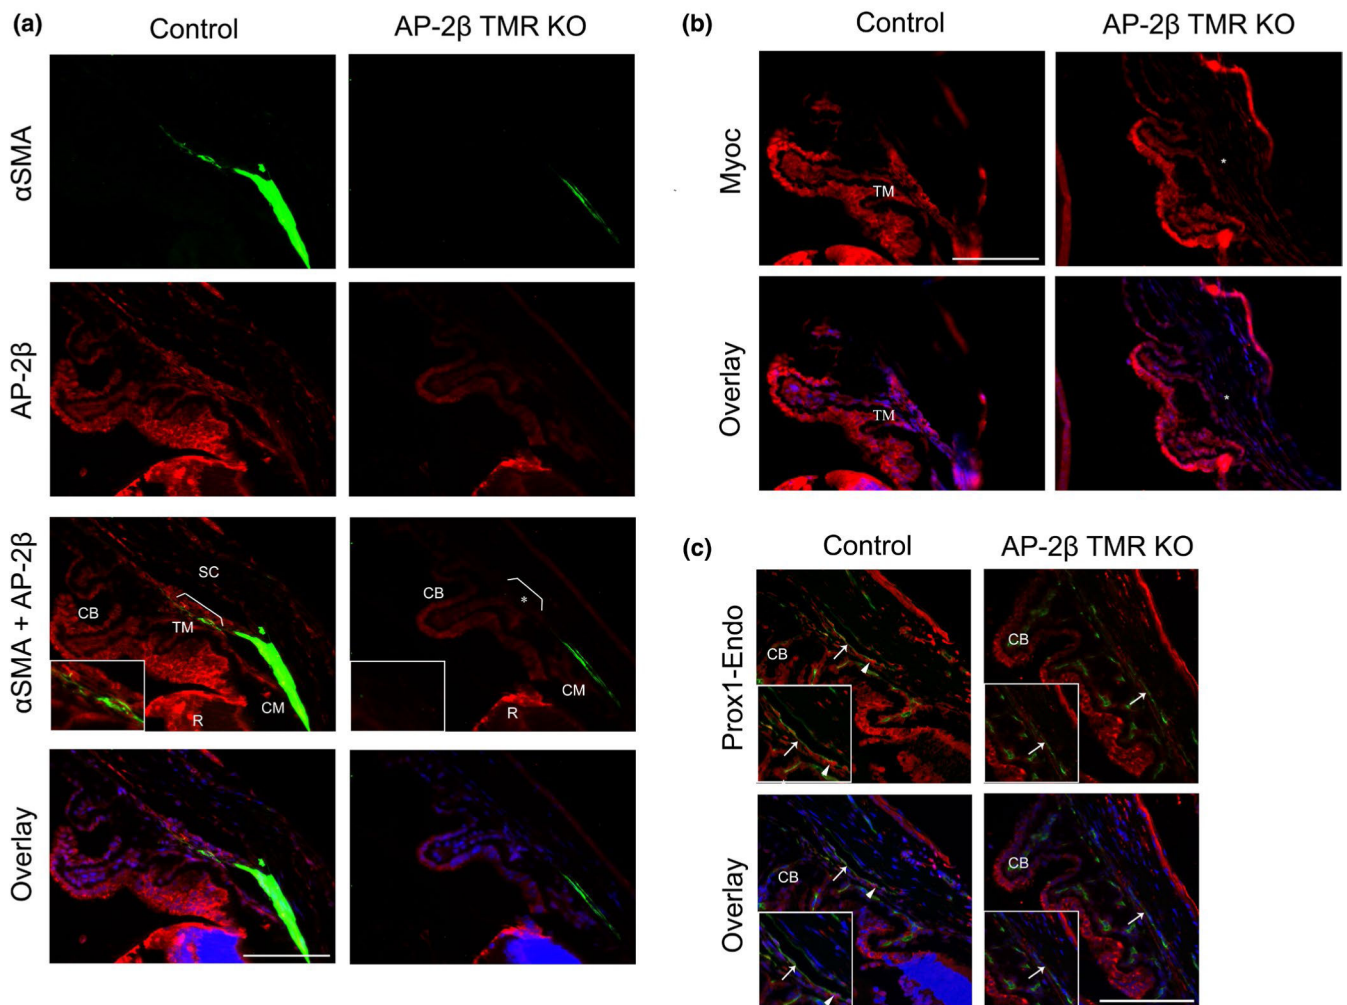 (a)
Control
AP-2β TMR KO
αSMA
AP-2β
αSMA + AP-2β
SC
CB
TM
CM
R
CB
*
CM
R
Overlay
(b)
Control
AP-2β TMR KO
Myoc
TM
*
Overlay
TM
*
(c)
Control
AP-2β TMR KO
Prox1-Endo
CB
CB
Overlay
CB
CB